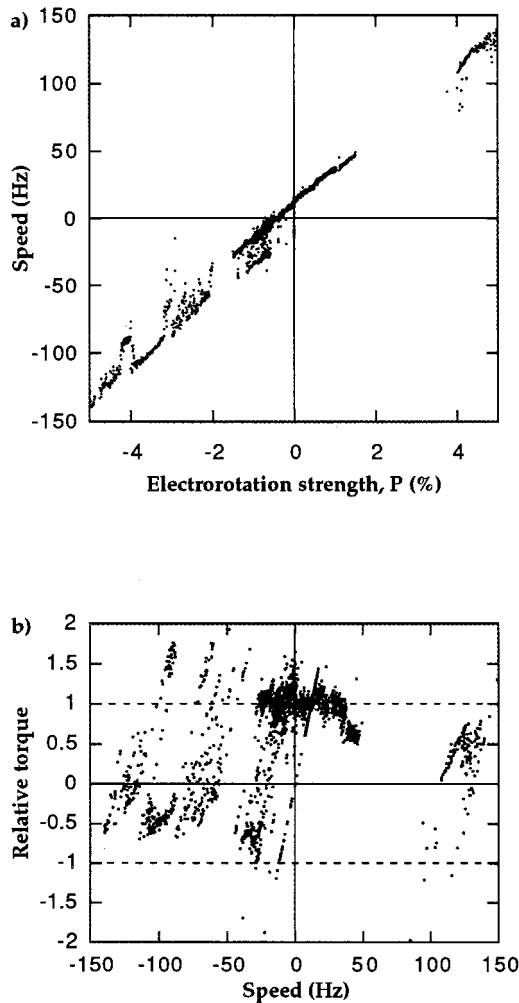 a)
150
100
50
0
-50
-100
-150
Speed (Hz)
-4 -2 0 2 4
Electrorotation strength, P (%)
b)
2
1.5
1
0.5
0
-0.5
-1
-1.5
-2
Relative torque
-150 -100 -50 0 50 100 150
Speed (Hz)